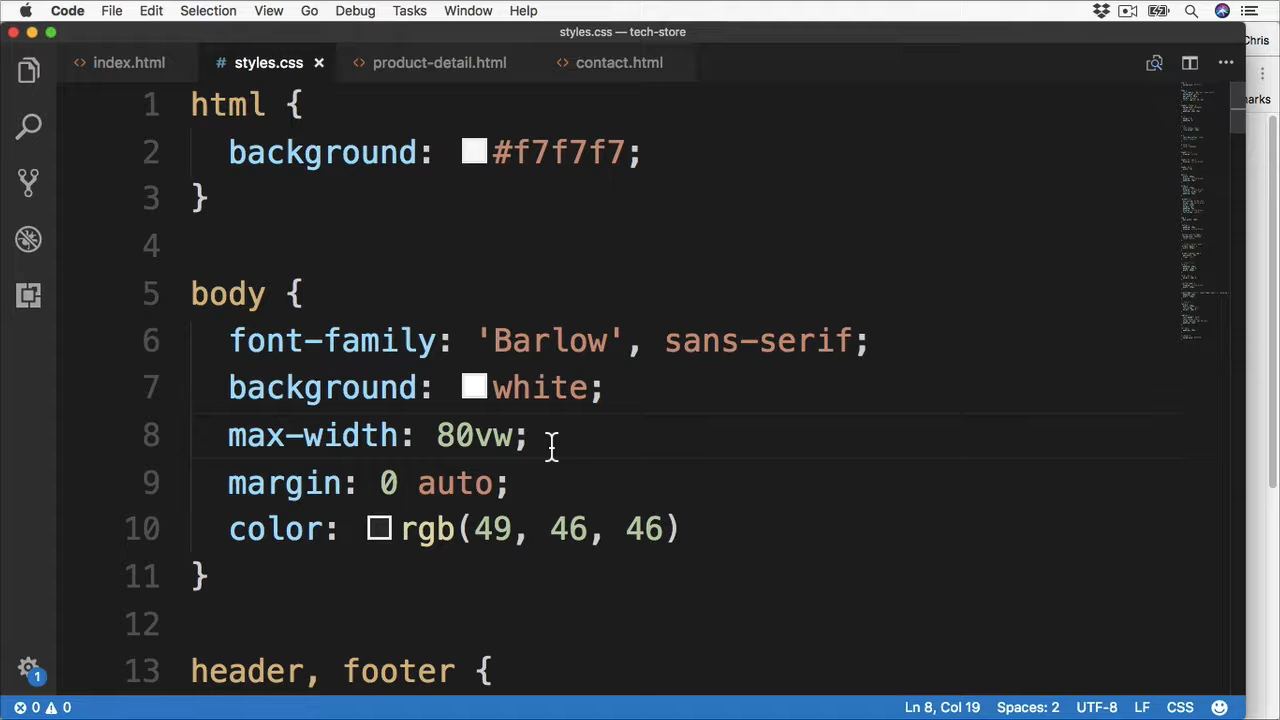 Code File Edit Selection View Go Debug Tasks Window Help
styles.css — tech-store
Chris
<> index.html # styles.css × <> product-detail.html <> contact.html
arks
1 html {
2 background: #f7f7f7;
3 }
4
5 body {
6 font-family: 'Barlow', sans-serif;
7 background: white;
8 max-width: 80vw;
9 margin: 0 auto;
10 color: rgb(49, 46, 46)
11 }
12
13 header, footer {
1
0 0 Ln 8, Col 19 Spaces: 2 UTF-8 LF CSS